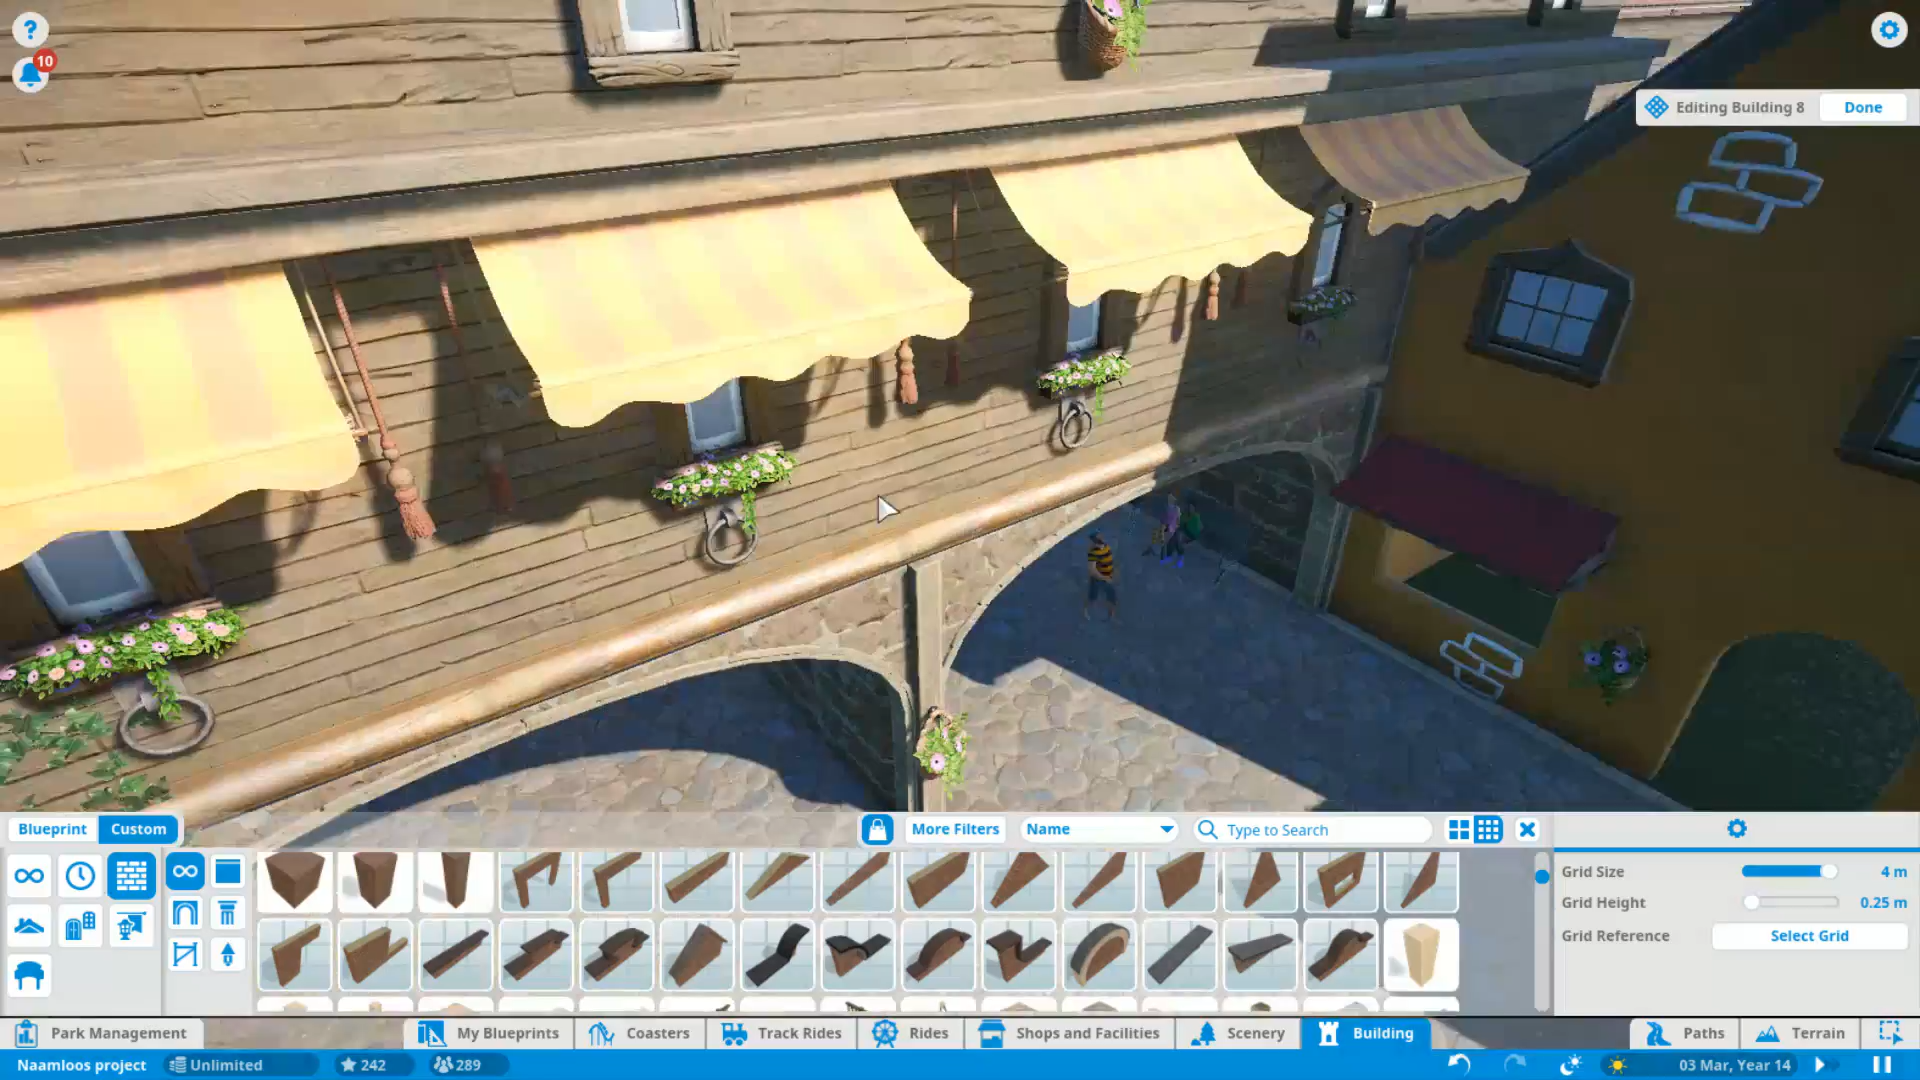 ?
10
Editing Building 8 Done
Blueprint Custom More Filters Name Type to Search
Grid Size 4 m
Grid Height 0.25 m
Grid Reference Select Grid
Park Management My Blueprints Coasters Track Rides Rides Shops and Facilities Scenery Building Paths Terrain
Naamloos project Unlimited 242 289 03 Mar, Year 14